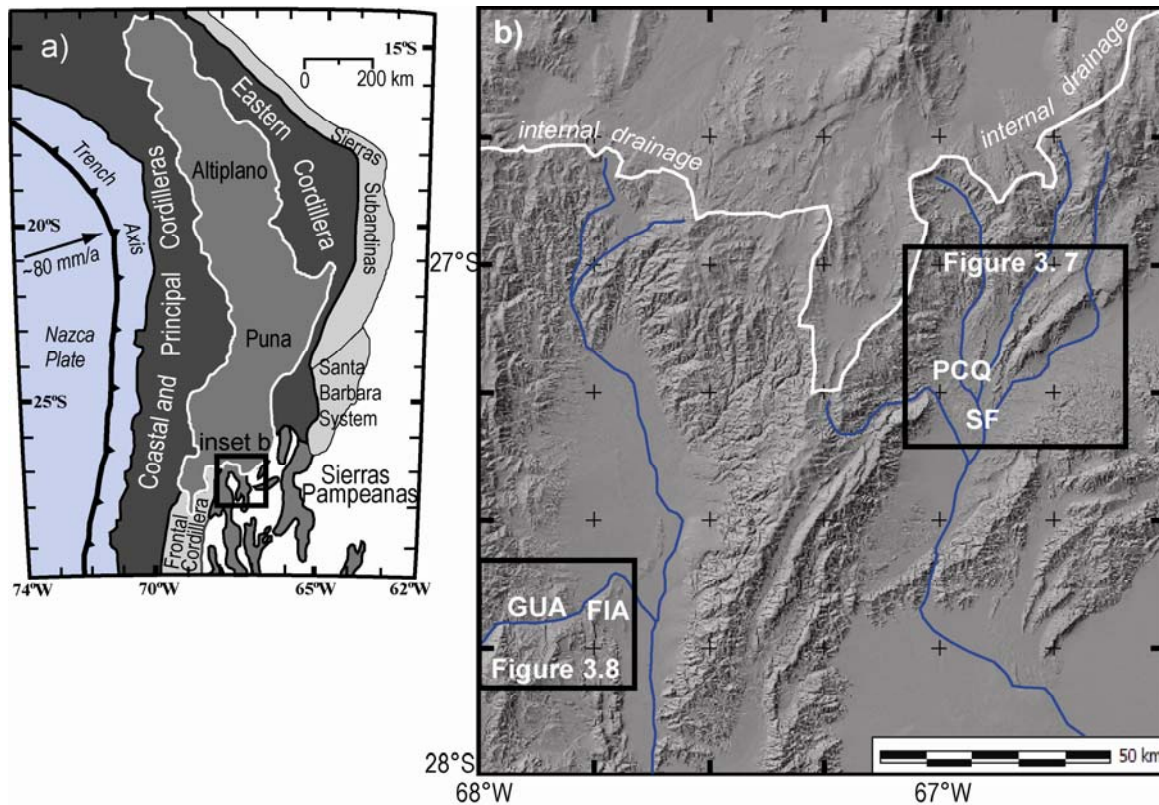 a)
15ºS
0 200 km
Eastern
Cordillera
Sierras
Subandinas
Altiplano
Trench
Axis
Coastal and Principal Cordilleras
20ºS
~80 mm/a
Nazca
Plate
Puna
Santa
Barbara
System
25ºS
inset b
Sierras
Pampeanas
Frontal
Cordillera
74ºW
70ºW
65ºW
62ºW
b)
internal drainage
internal drainage
27°S
Figure 3. 7
PCQ
SF
GUA
FIA
Figure 3.8
50 km
28°S
68°W
67°W